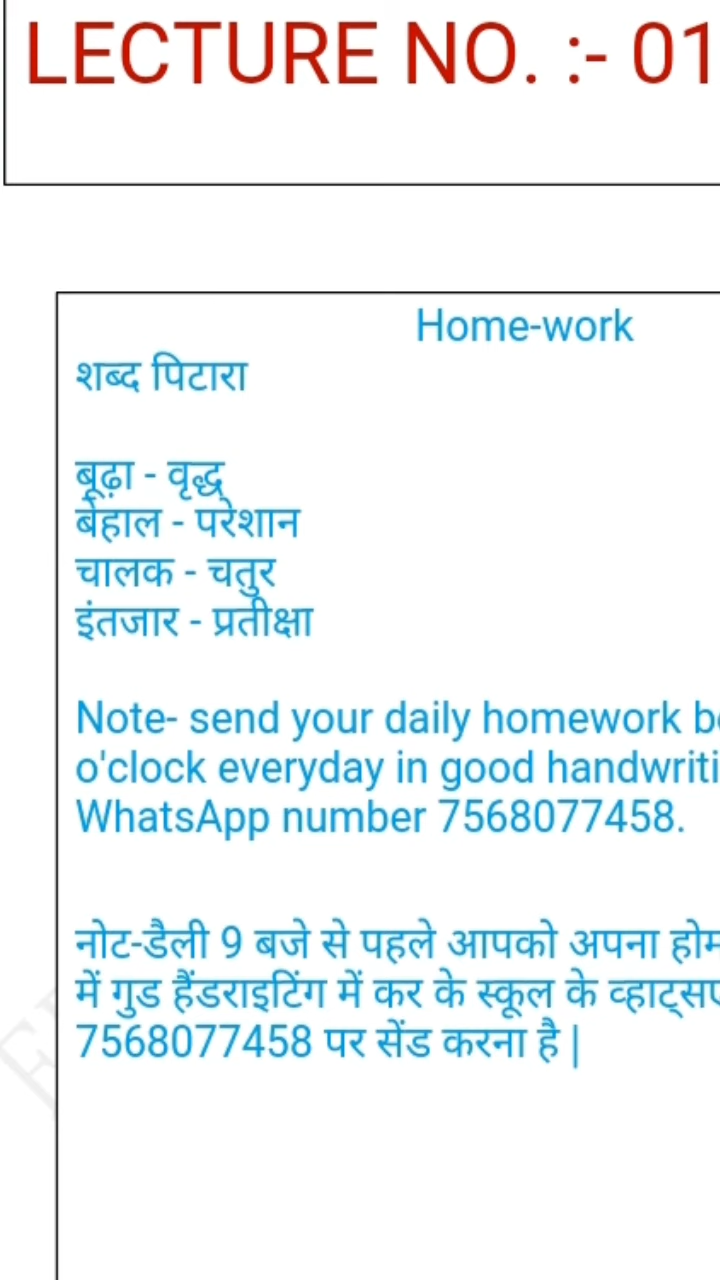 LECTURE NO. :- 01
Home-work
शब्द पिटारा
बूढ़ा - वृद्ध
बेहाल - परेशान
चालक - चतुर
इंतजार - प्रतीक्षा
Note- send your daily homework
o'clock everyday in good
WhatsApp number 7568077458.
नोट-डैली 9 बजे से पहले आपको अपना
में गुड हैंडराइटिंग में कर के स्कूल के
7568077458 पर सेंड करना है |